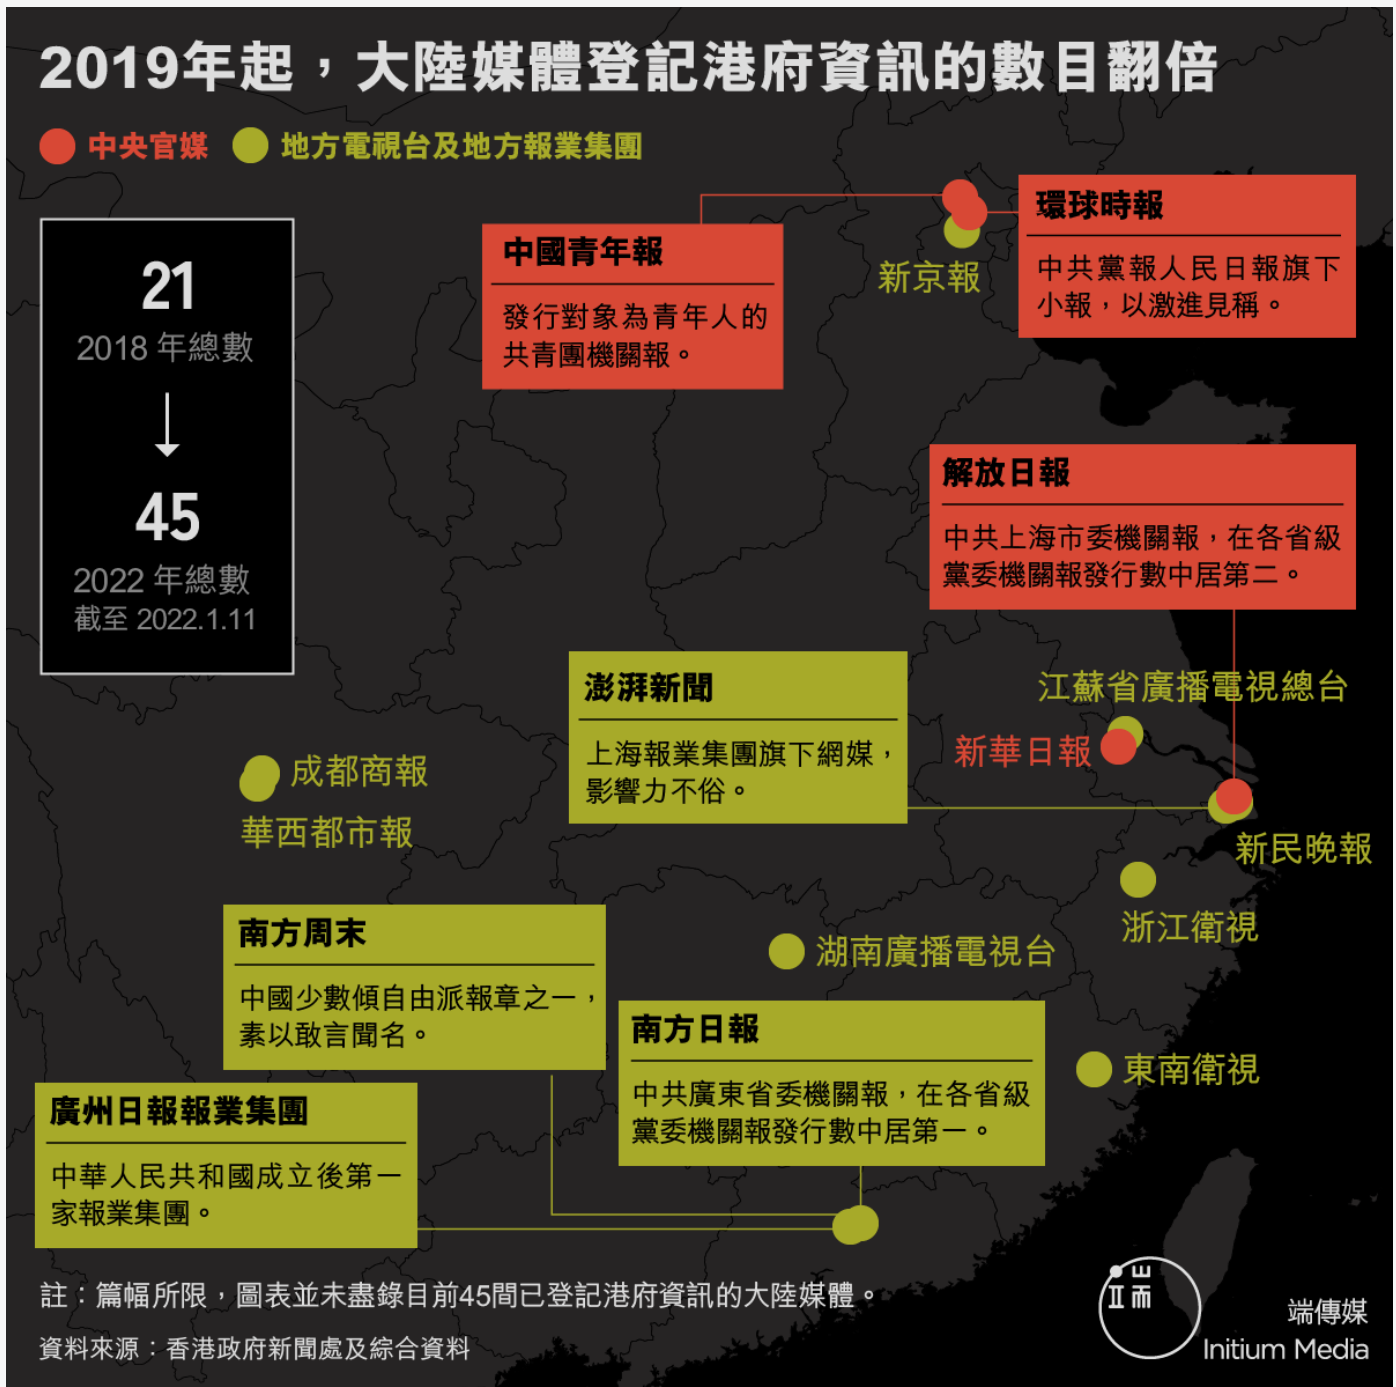 2019年起，大陸媒體登記港府資訊的數目翻倍
中央官媒
地方電視台及地方報業集團
21
2018 年總數
45
2022 年總數
截至 2022.1.11
中國青年報
發行對象為青年人的
共青團機關報。
環球時報
中共黨報人民日報旗下
小報，以激進見稱。
新京報
解放日報
中共上海市委機關報，在各省級
黨委機關報發行數中居第二。
澎湃新聞
上海報業集團旗下網媒，
影響力不俗。
江蘇省廣播電視總台
新華日報
成都商報
華西都市報
新民晚報
浙江衛視
南方周末
中國少數傾自由派報章之一，
素以敢言聞名。
湖南廣播電視台
南方日報
中共廣東省委機關報，在各省級
黨委機關報發行數中居第一。
東南衛視
廣州日報報業集團
中華人民共和國成立後第一
家報業集團。
註：篇幅所限，圖表並未盡錄目前45間已登記港府資訊的大陸媒體。
資料來源：香港政府新聞處及綜合資料
端
端傳媒
Initium Media